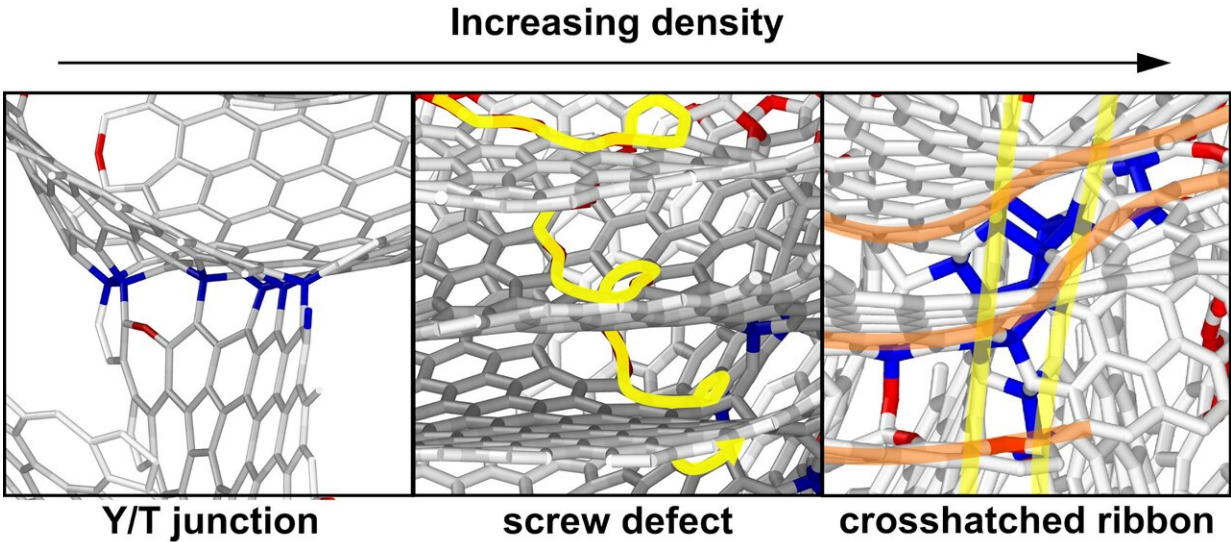 Increasing density
Y/T junction
screw defect
crosshatched ribbon